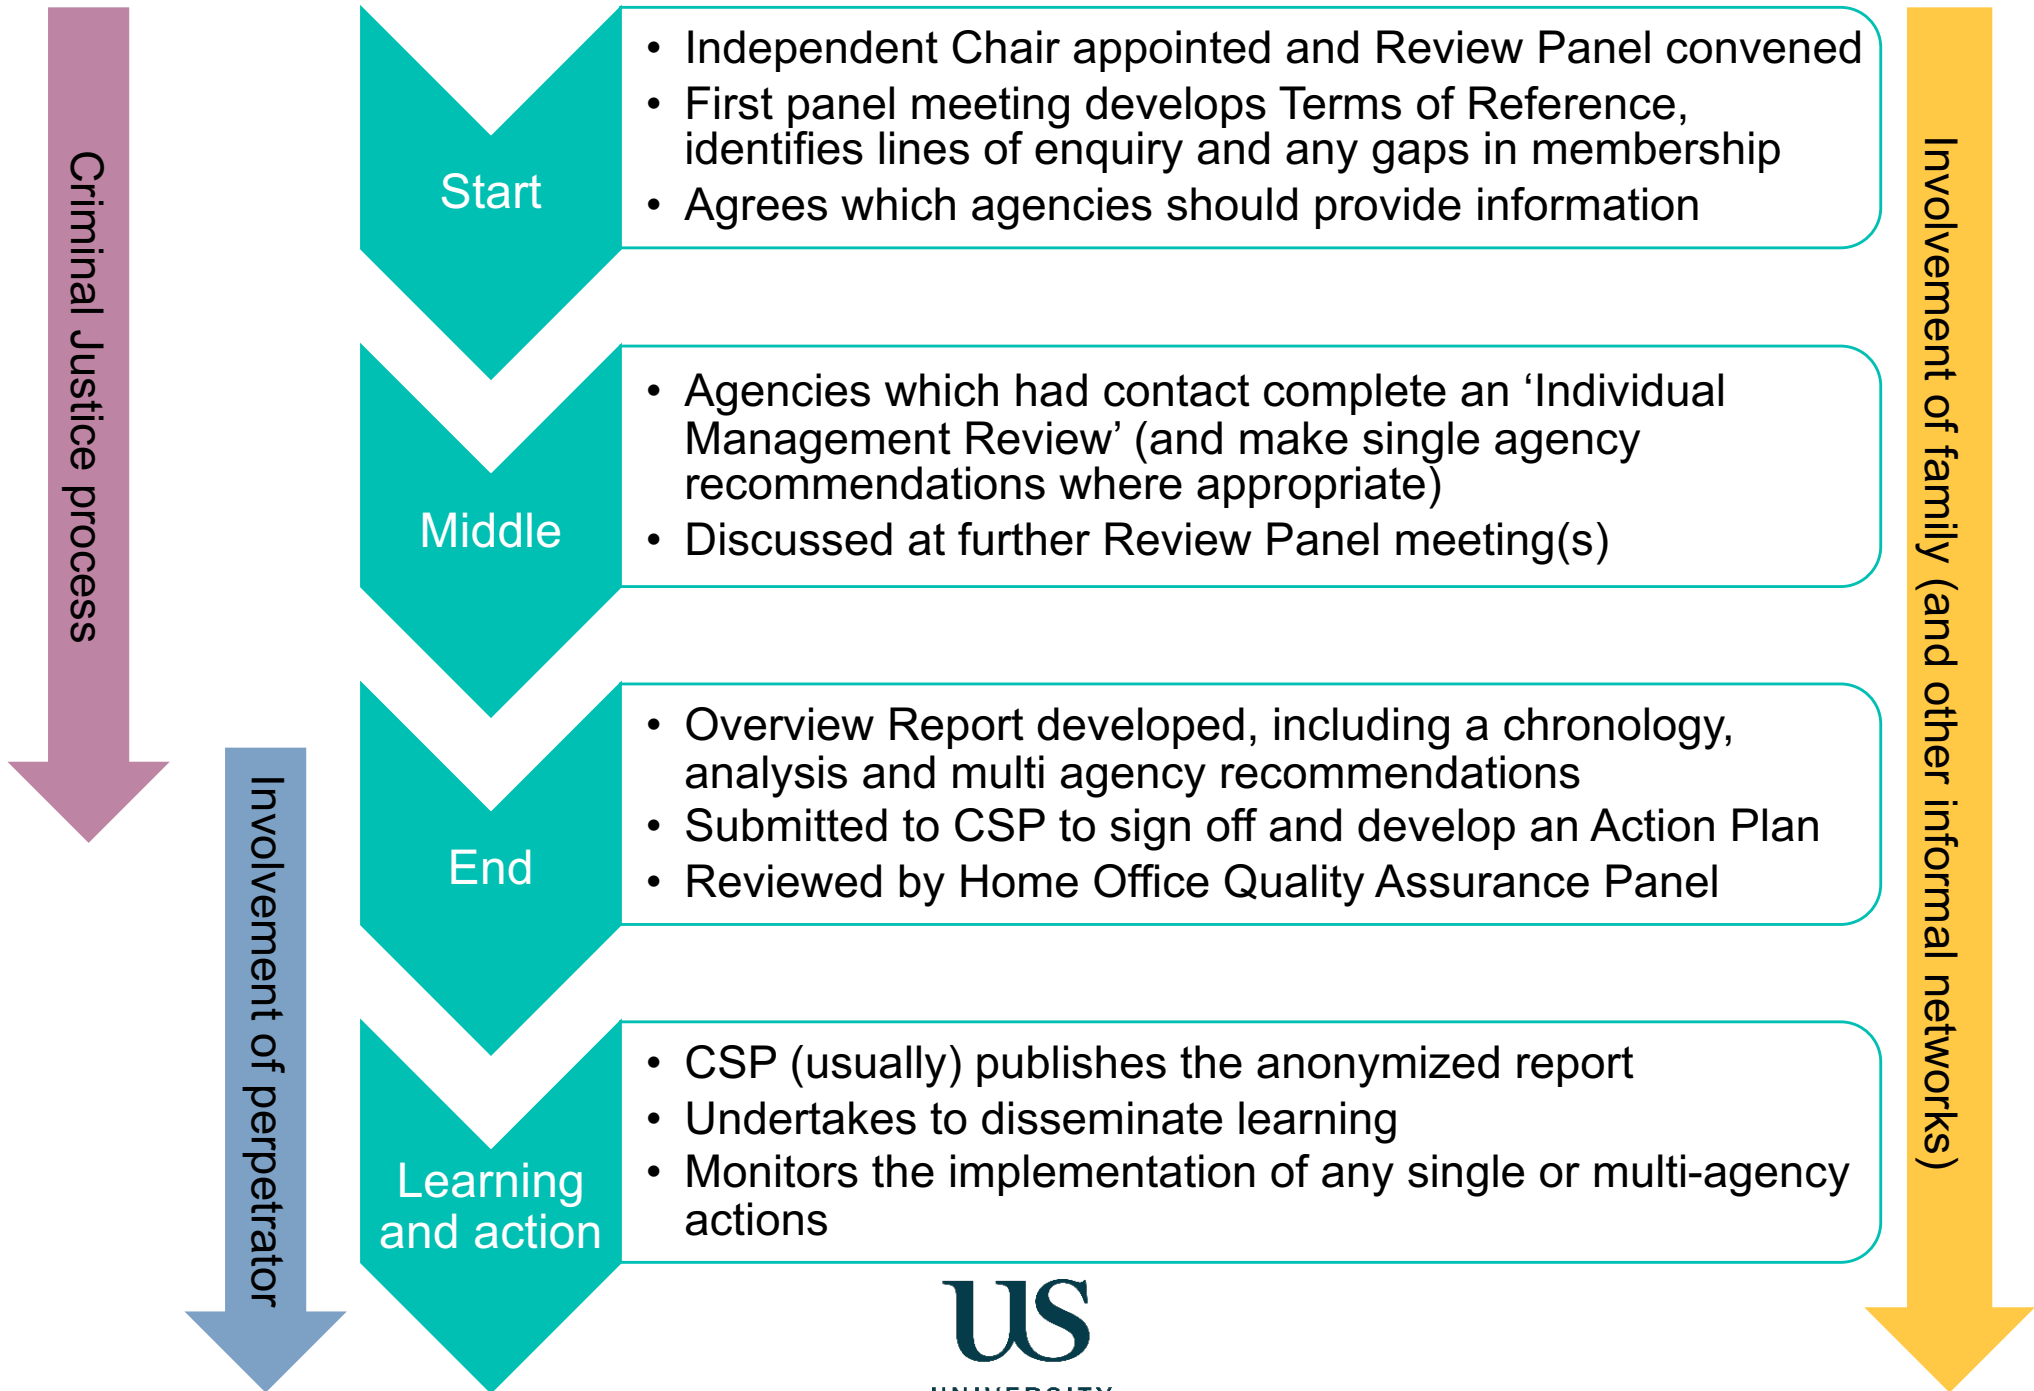 Criminal Justice process
Involvement of perpetrator
Start
• Independent Chair appointed and Review Panel convened
• First panel meeting develops Terms of Reference,
identifies lines of enquiry and any gaps in membership
• Agrees which agencies should provide information
Middle
• Agencies which had contact complete an ‘Individual
Management Review’ (and make single agency
recommendations where appropriate)
• Discussed at further Review Panel meeting(s)
End
• Overview Report developed, including a chronology,
analysis and multi agency recommendations
• Submitted to CSP to sign off and develop an Action Plan
• Reviewed by Home Office Quality Assurance Panel
Learning
and action
• CSP (usually) publishes the anonymized report
• Undertakes to disseminate learning
• Monitors the implementation of any single or multi-agency
actions
Involvement of family (and other informal networks)
US
UNIVERSITY